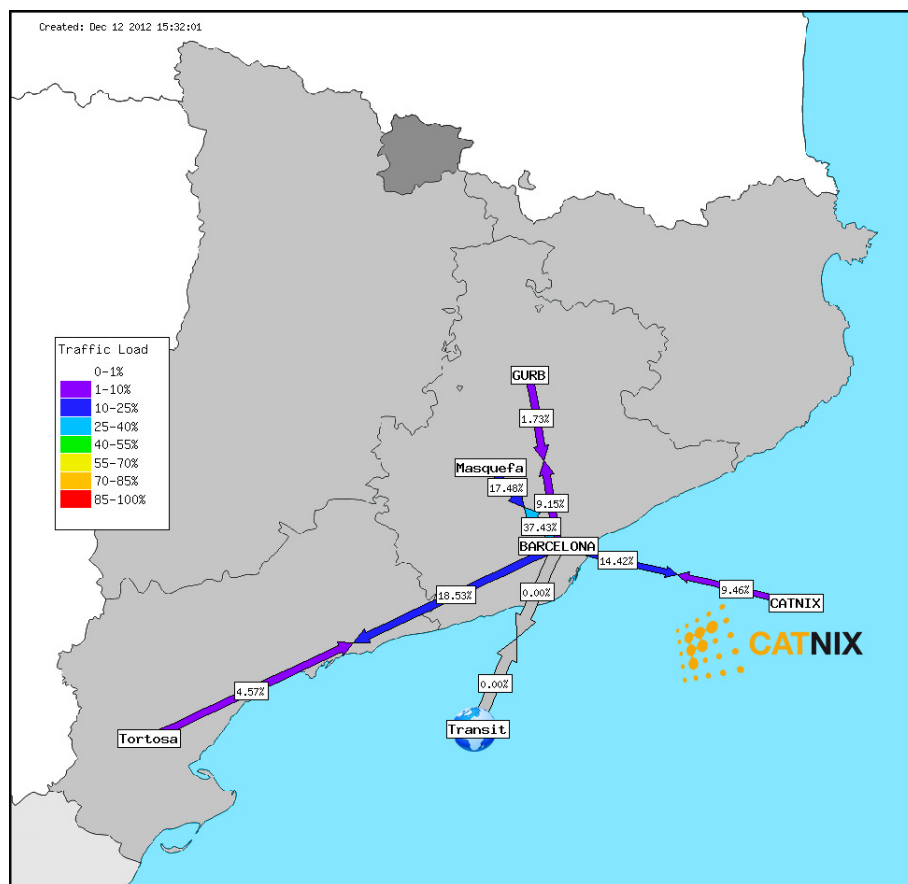 Created: Dec 12 2012 15:32:01
Traffic Load
0-1%
1-10%
10-25%
25-40%
40-55%
55-70%
70-85%
85-100%
GURB
1.73%
Masquefa
17.48%
9.15%
37.43%
BARCELONA
14.42%
18.53%
0.00%
9.46%
CATNIX
CATNIX
0.00%
4.57%
Transit
Tortosa